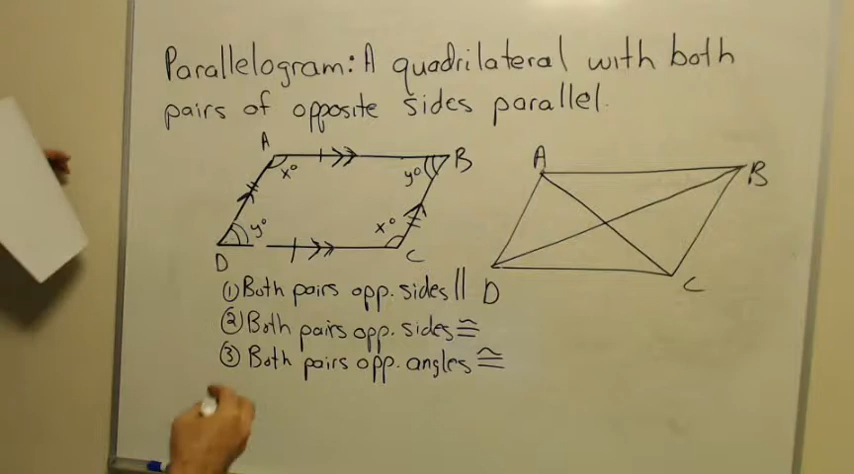 Parallelogram: A quadrilateral with both
pairs of opposite sides parallel.
A
B
x°
y°
y°
x°
D
C
A
B
D
C
① Both pairs opp. sides ||
② Both pairs opp. sides ≅
③ Both pairs opp. angles ≅